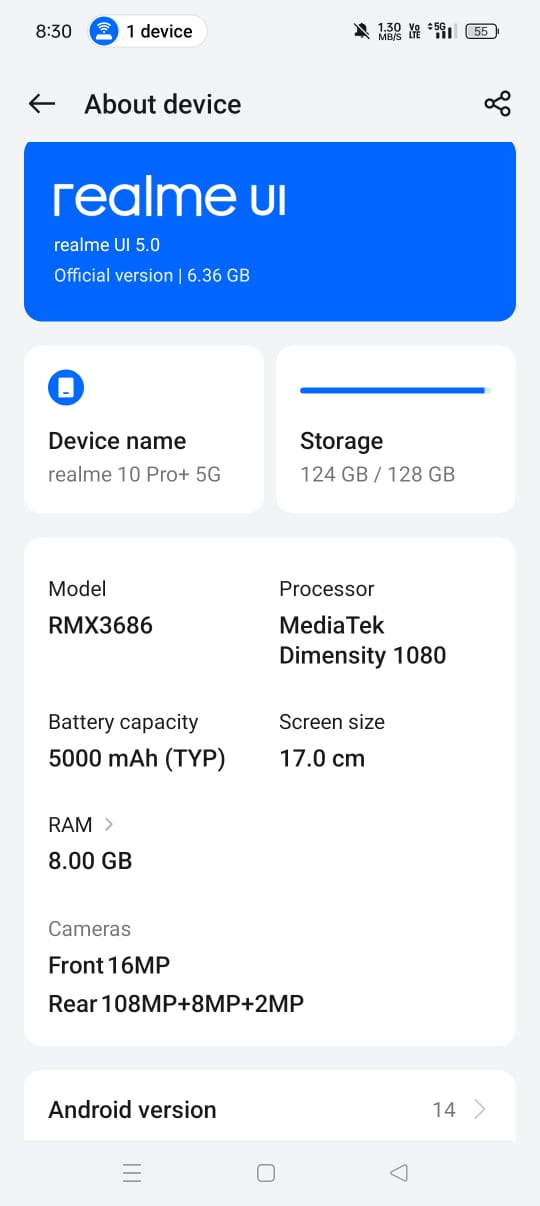 8:30 1 device 1.30 MB/S Vo LTE 5G 55
About device
realme UI
realme UI 5.0
Official version | 6.36 GB
Device name
realme 10 Pro+ 5G
Storage
124 GB / 128 GB
Model
RMX3686
Processor
MediaTek
Dimensity 1080
Battery capacity
5000 mAh (TYP)
Screen size
17.0 cm
RAM
8.00 GB
Cameras
Front 16MP
Rear 108MP+8MP+2MP
Android version 14